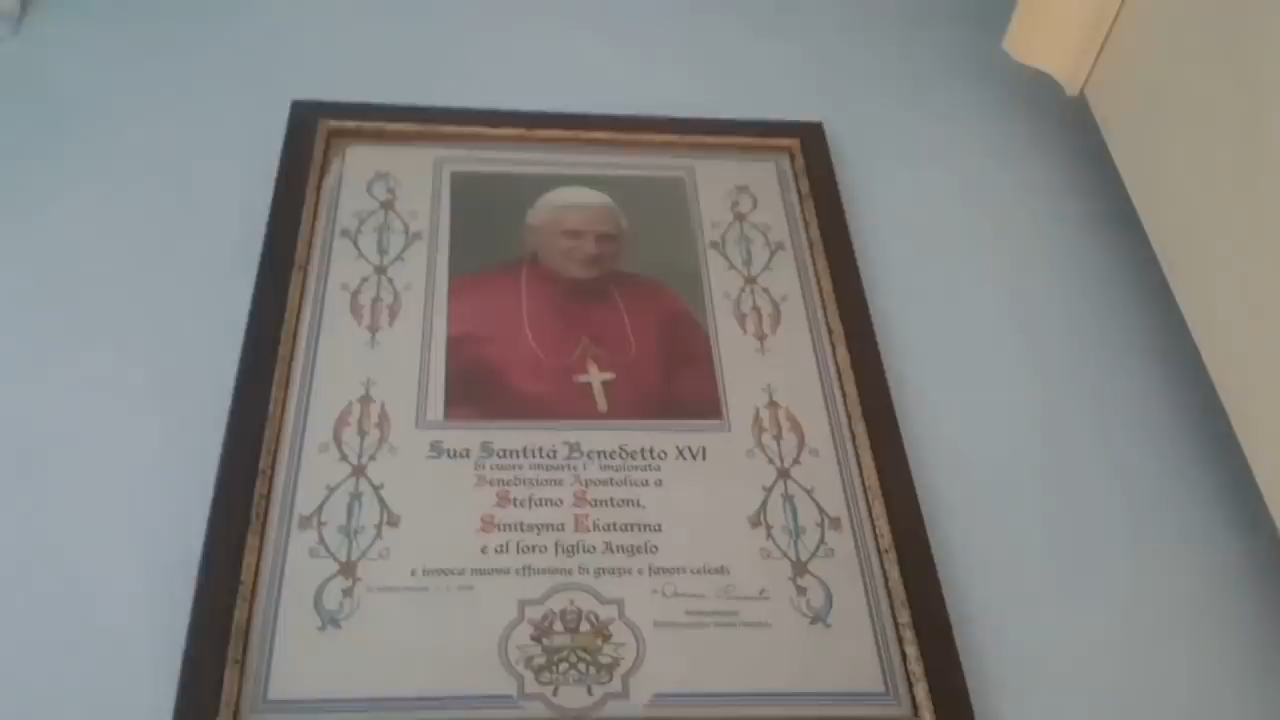 Sua Santitá Benedetto XVI
di cuore imparte l' implorata
Benedizione Apostolica a
Stefano Santoni,
Sinitsyna Ekatarina
e al loro figlio Angelo
e invoca nuova effusione di grazie e favori celesti